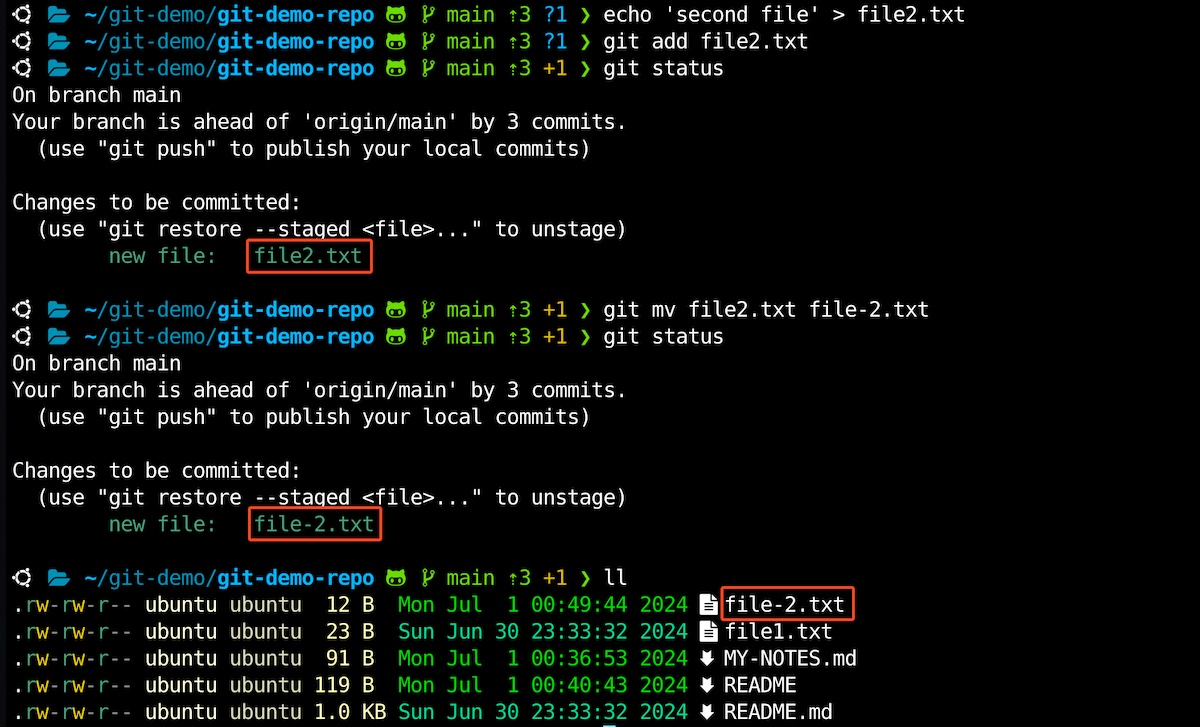 ~/git-demo/git-demo-repo main ⇡3 ?1 ❯ echo 'second file' > file2.txt
~/git-demo/git-demo-repo main ⇡3 ?1 ❯ git add file2.txt
~/git-demo/git-demo-repo main ⇡3 +1 ❯ git status
On branch main
Your branch is ahead of 'origin/main' by 3 commits.
  (use "git push" to publish your local commits)
Changes to be committed:
  (use "git restore --staged <file>..." to unstage)
        new file:   file2.txt
~/git-demo/git-demo-repo main ⇡3 +1 ❯ git mv file2.txt file-2.txt
~/git-demo/git-demo-repo main ⇡3 +1 ❯ git status
On branch main
Your branch is ahead of 'origin/main' by 3 commits.
  (use "git push" to publish your local commits)
Changes to be committed:
  (use "git restore --staged <file>..." to unstage)
        new file:   file-2.txt
~/git-demo/git-demo-repo main ⇡3 +1 ❯ ll
.rw-rw-r-- ubuntu ubuntu  12 B  Mon Jul  1 00:49:44 2024 file-2.txt
.rw-rw-r-- ubuntu ubuntu  23 B  Sun Jun 30 23:33:32 2024 file1.txt
.rw-rw-r-- ubuntu ubuntu  91 B  Mon Jul  1 00:36:53 2024 MY-NOTES.md
.rw-rw-r-- ubuntu ubuntu 119 B  Mon Jul  1 00:40:43 2024 README
.rw-rw-r-- ubuntu ubuntu 1.0 KB Sun Jun 30 23:33:32 2024 README.md